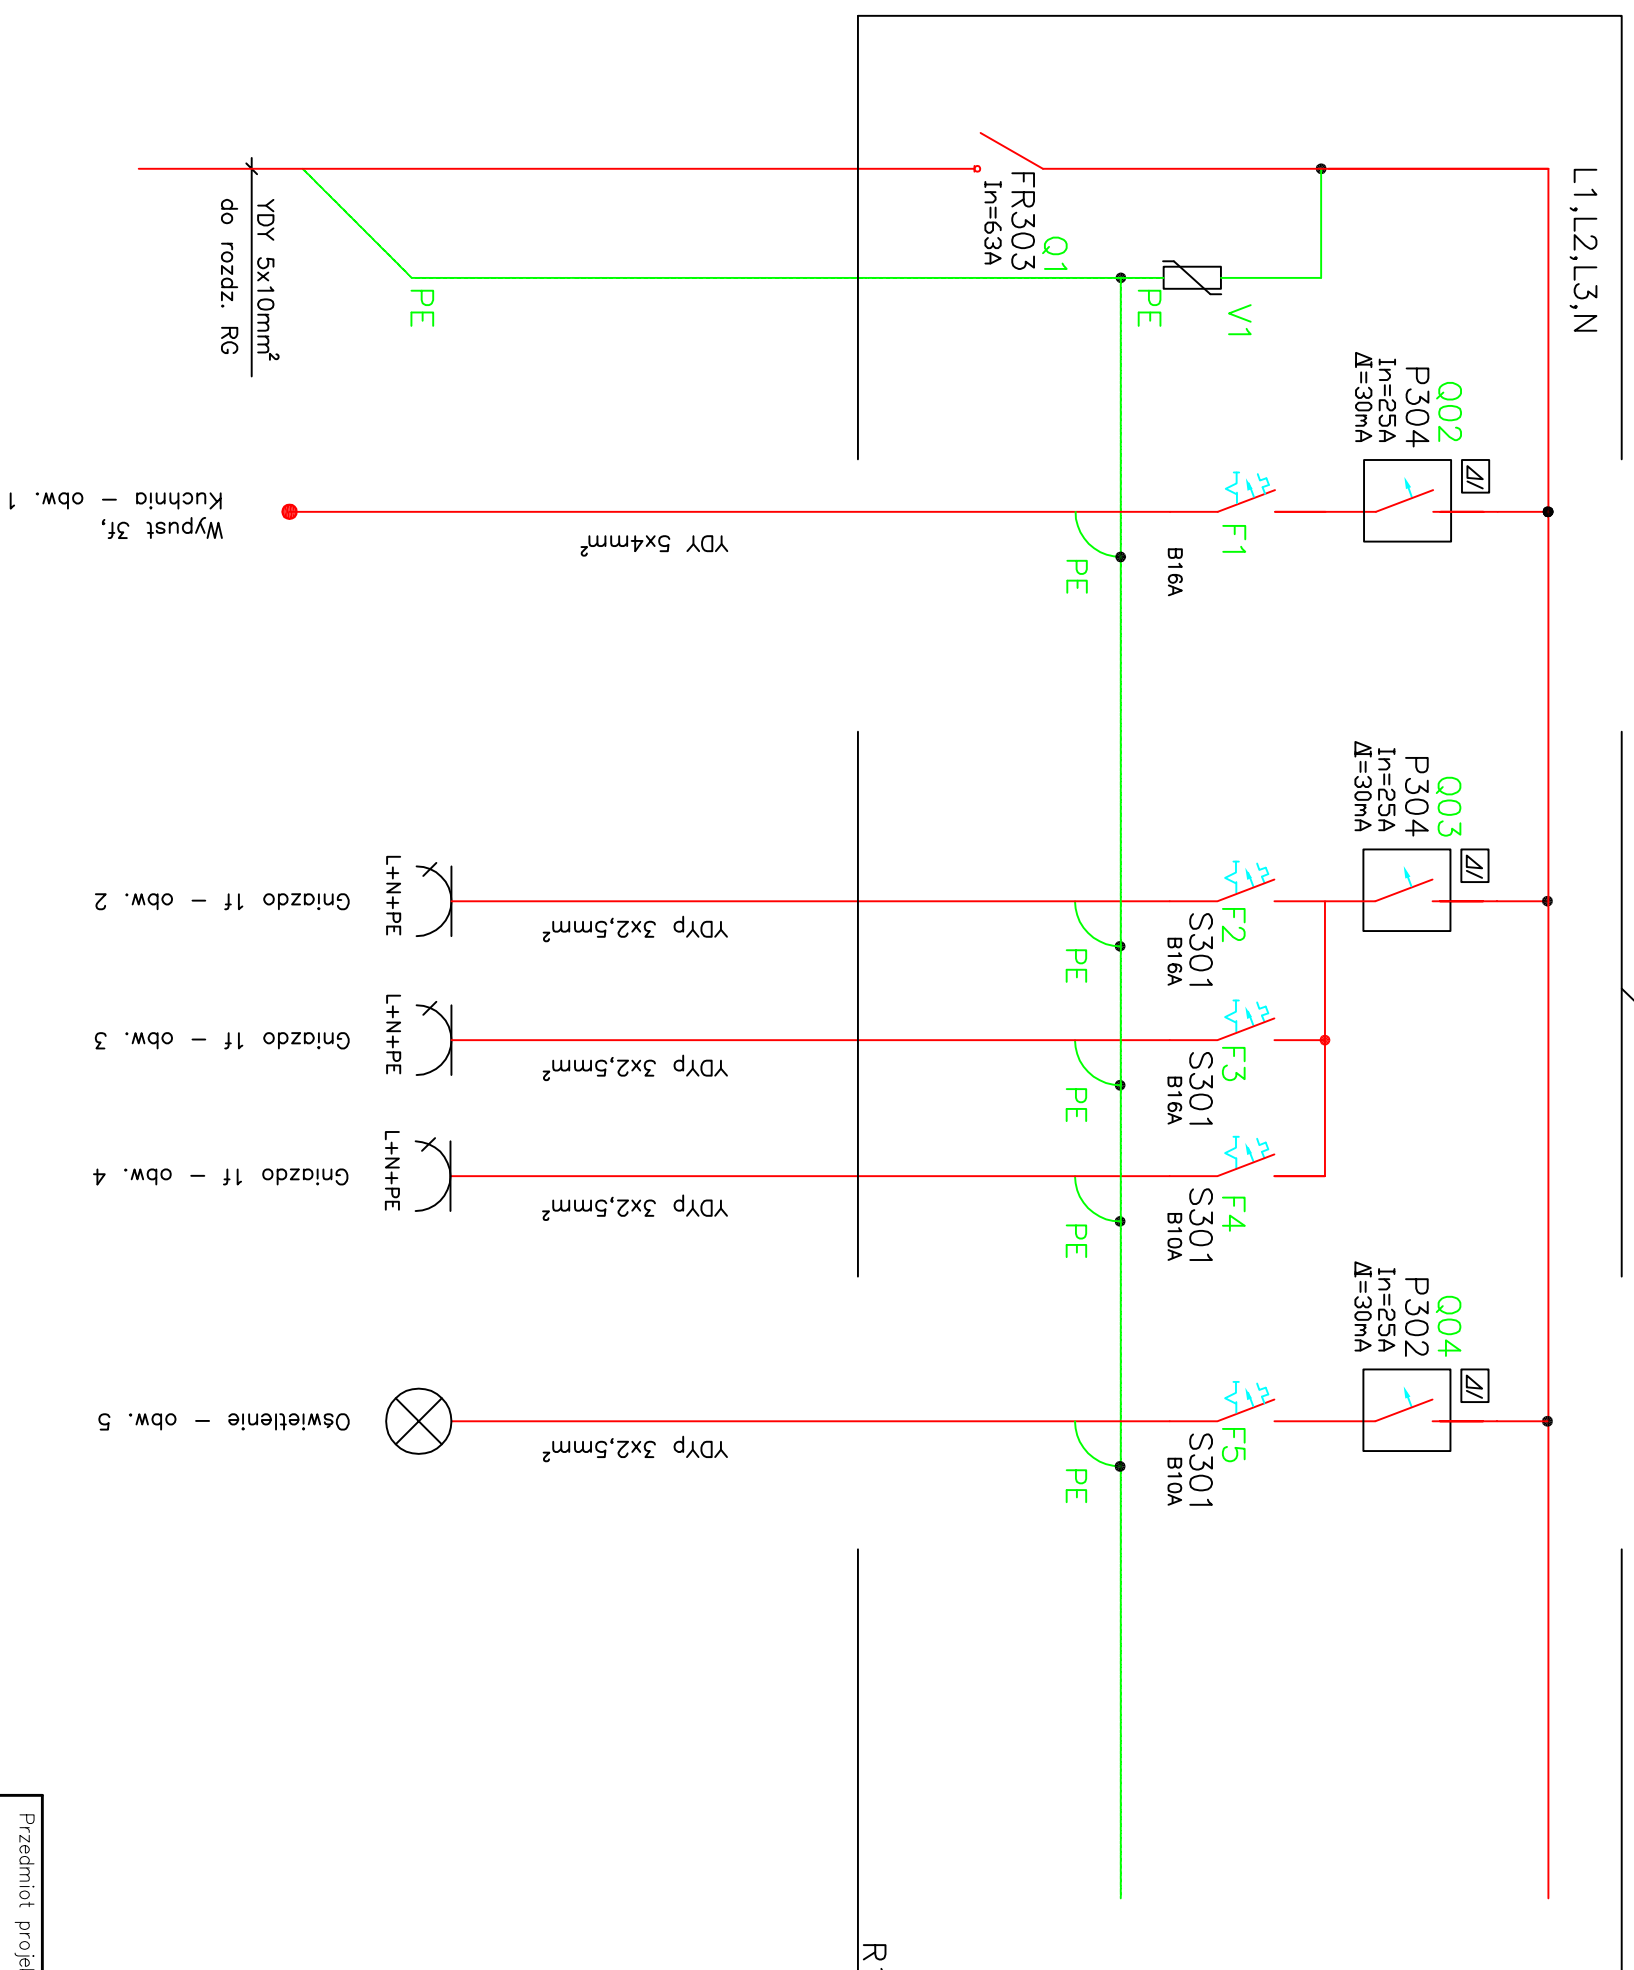 L1,L2,L3,N
Q1
FR303
In=63A
V1
PE
PE
YDY 5x10mm²
do rozdz. RG
Q02
P304
In=25A
ΔI=30mA
Δ/
F1
B16A
PE
YDY 5x4mm²
Wypust 3f,
Kuchnia – obw. 1
Q03
P304
In=25A
ΔI=30mA
Δ/
F2
S301
B16A
PE
YDYp 3x2,5mm²
L+N+PE
Gniazdo 1f – obw. 2
F3
S301
B16A
PE
YDYp 3x2,5mm²
L+N+PE
Gniazdo 1f – obw. 3
F4
S301
B10A
PE
YDYp 3x2,5mm²
L+N+PE
Gniazdo 1f – obw. 4
Q04
P302
In=25A
ΔI=30mA
Δ/
F5
S301
B10A
PE
YDYp 3x2,5mm²
Oświetlenie – obw. 5
Przedmiot